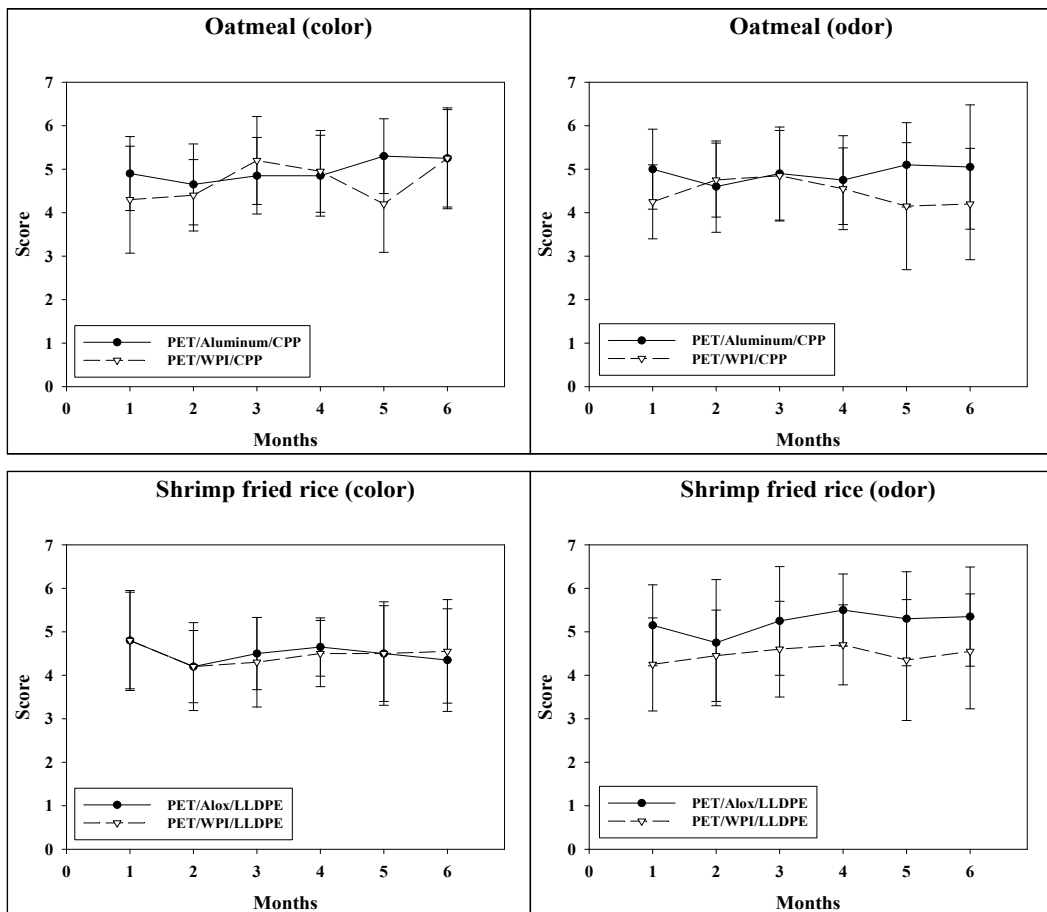 Oatmeal (color)
7
6
5
4
3
2
1
0
Score
PET/Aluminum/CPP
PET/WPI/CPP
0 1 2 3 4 5 6
Months
Oatmeal (odor)
7
6
5
4
3
2
1
0
Score
PET/Aluminum/CPP
PET/WPI/CPP
0 1 2 3 4 5 6
Months
Shrimp fried rice (color)
7
6
5
4
3
2
1
0
Score
PET/Alox/LLDPE
PET/WPI/LLDPE
0 1 2 3 4 5 6
Months
Shrimp fried rice (odor)
7
6
5
4
3
2
1
0
Score
PET/Alox/LLDPE
PET/WPI/LLDPE
0 1 2 3 4 5 6
Months